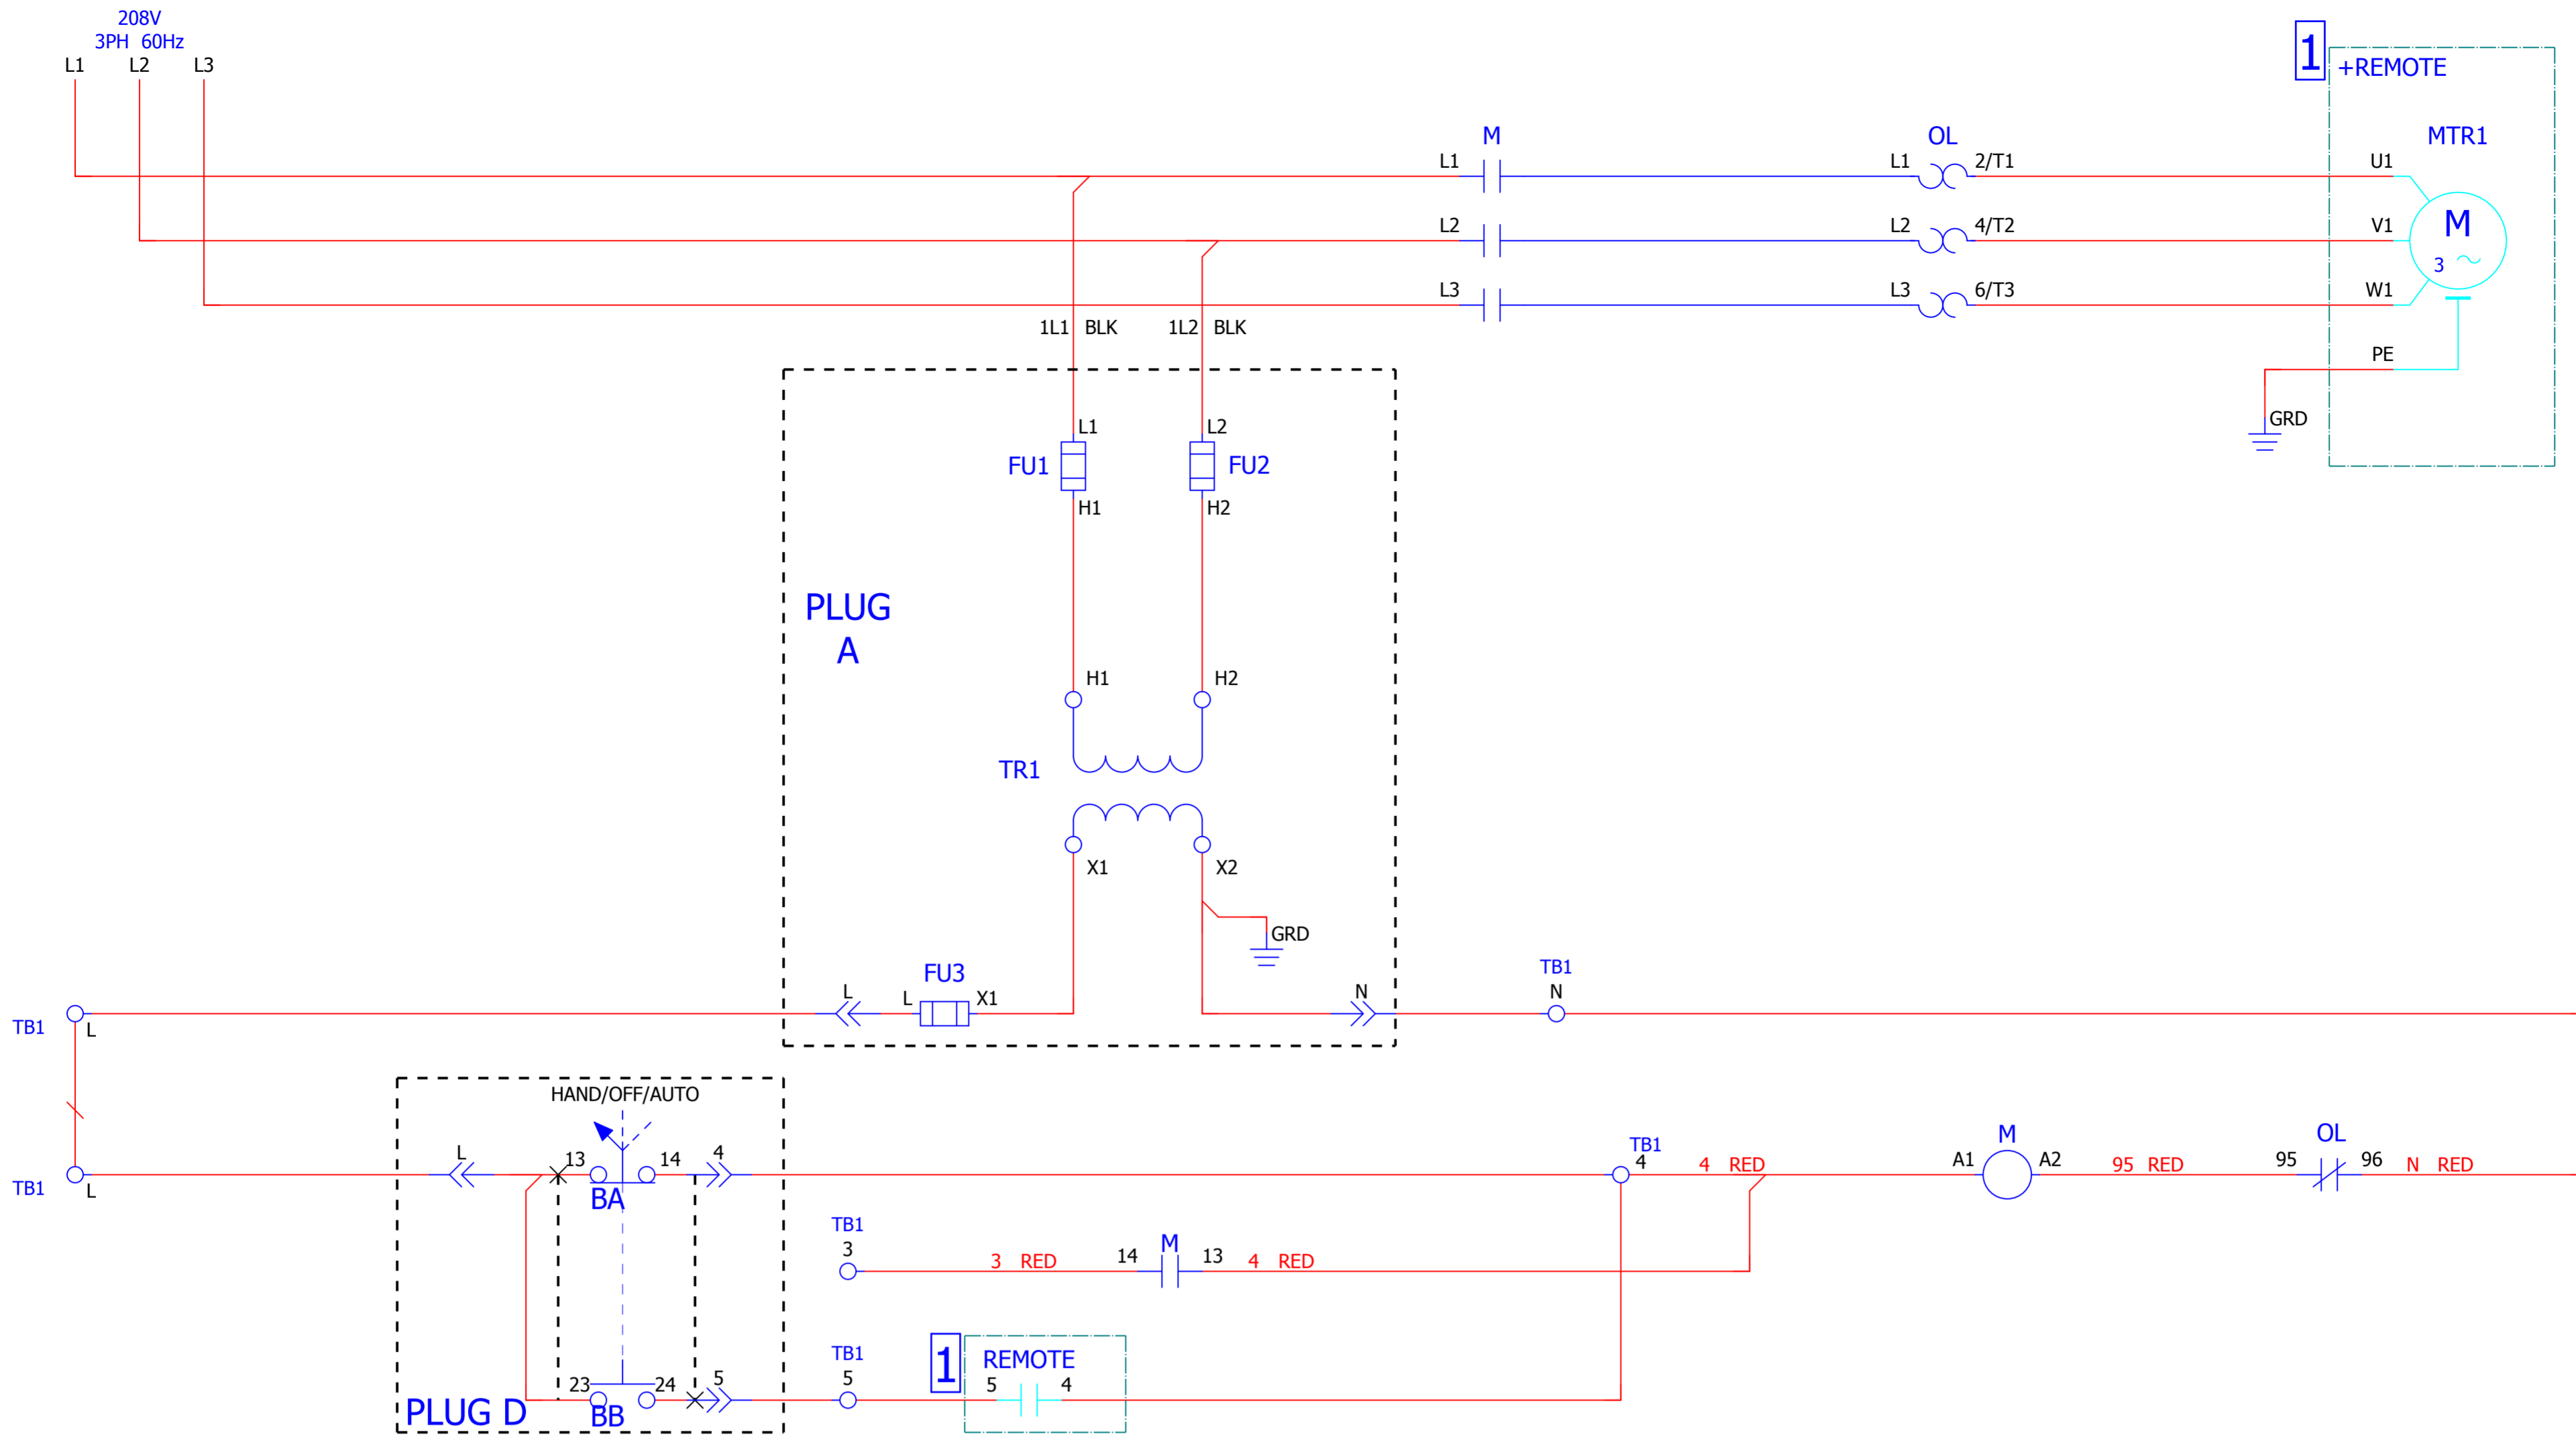 208V
3PH 60Hz
L1 L2 L3
1
+REMOTE
M OL MTR1
L1 L1 2/T1 U1
L2 L2 4/T2 V1
M
3
L3 L3 6/T3 W1
1L1 BLK 1L2 BLK
PE
GRD
L1 L2
FU1 FU2
H1 H2
PLUG
A
H1 H2
TR1
X1 X2
GRD
FU3
L L X1 N
TB1
N
TB1
L
HAND/OFF/AUTO
L 13 14 4
BA
TB1
L
TB1
4
4 RED
M
A1 A2
95 RED
OL
95 96
N RED
TB1
3
3 RED
M
14 13
4 RED
TB1
5
1
REMOTE
5 4
23 24 5
BB
PLUG D